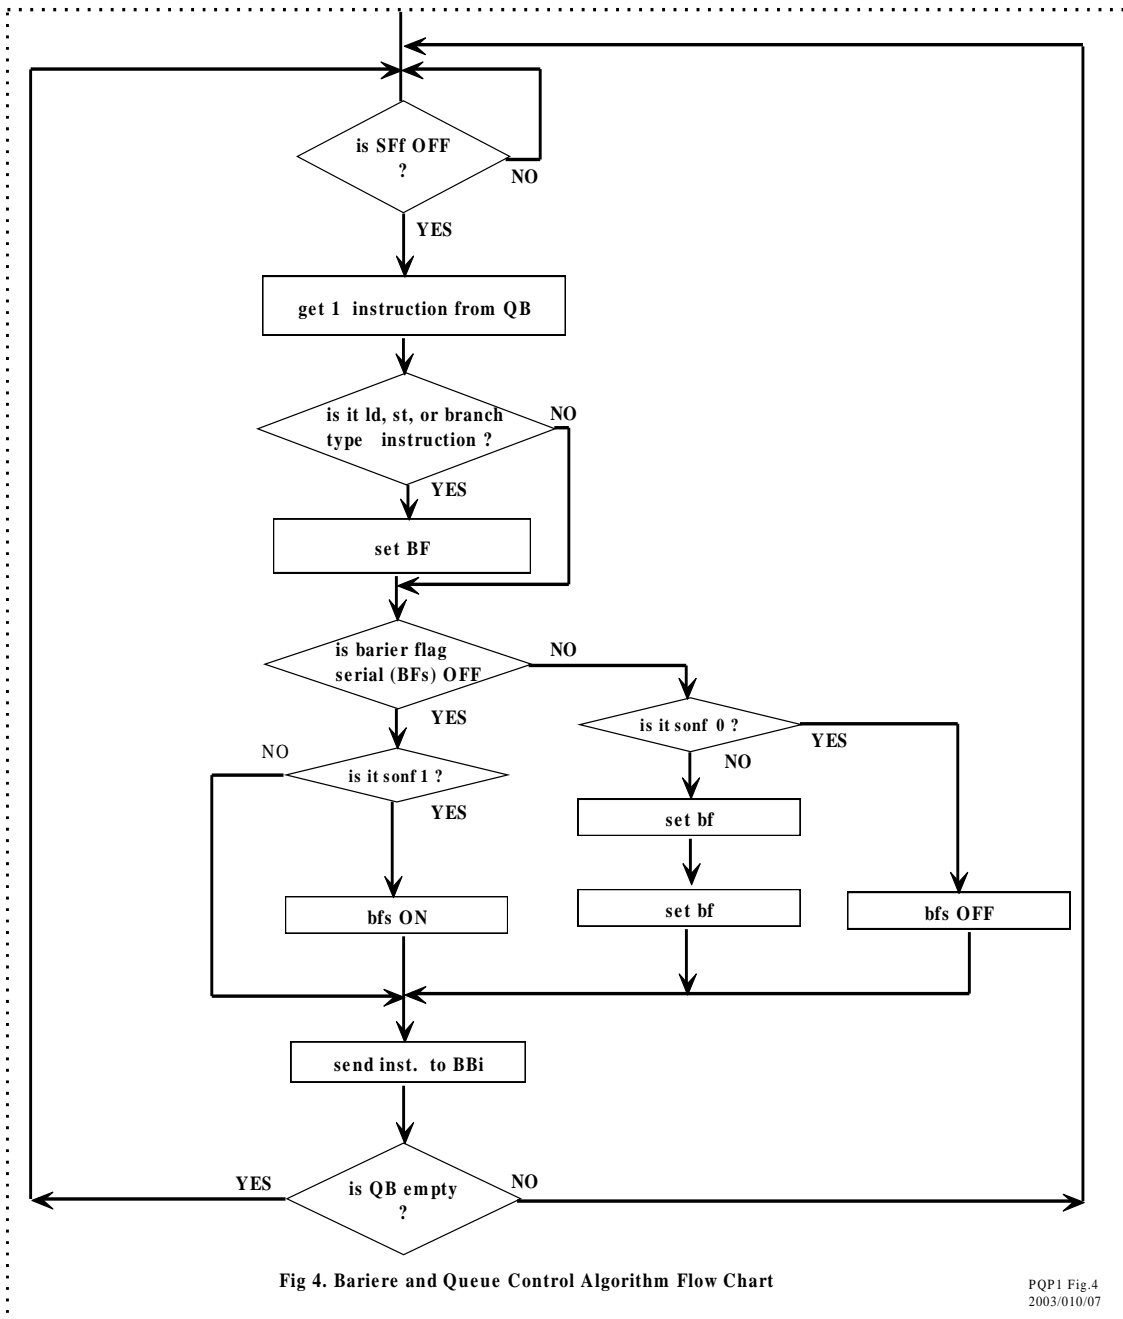 is SFf OFF
?
NO
YES
get 1 instruction from QB
is it ld, st, or branch
type instruction ?
NO
YES
set BF
is barier flag
serial (BFs) OFF
NO
YES
is it sonf 0 ?
YES
NO
NO
is it sonf 1 ?
YES
set bf
set bf
bfs ON
bfs OFF
send inst. to BBi
is QB empty
?
YES
NO
Fig 4. Bariere and Queue Control Algorithm Flow Chart
PQP1 Fig.4
2003/010/07